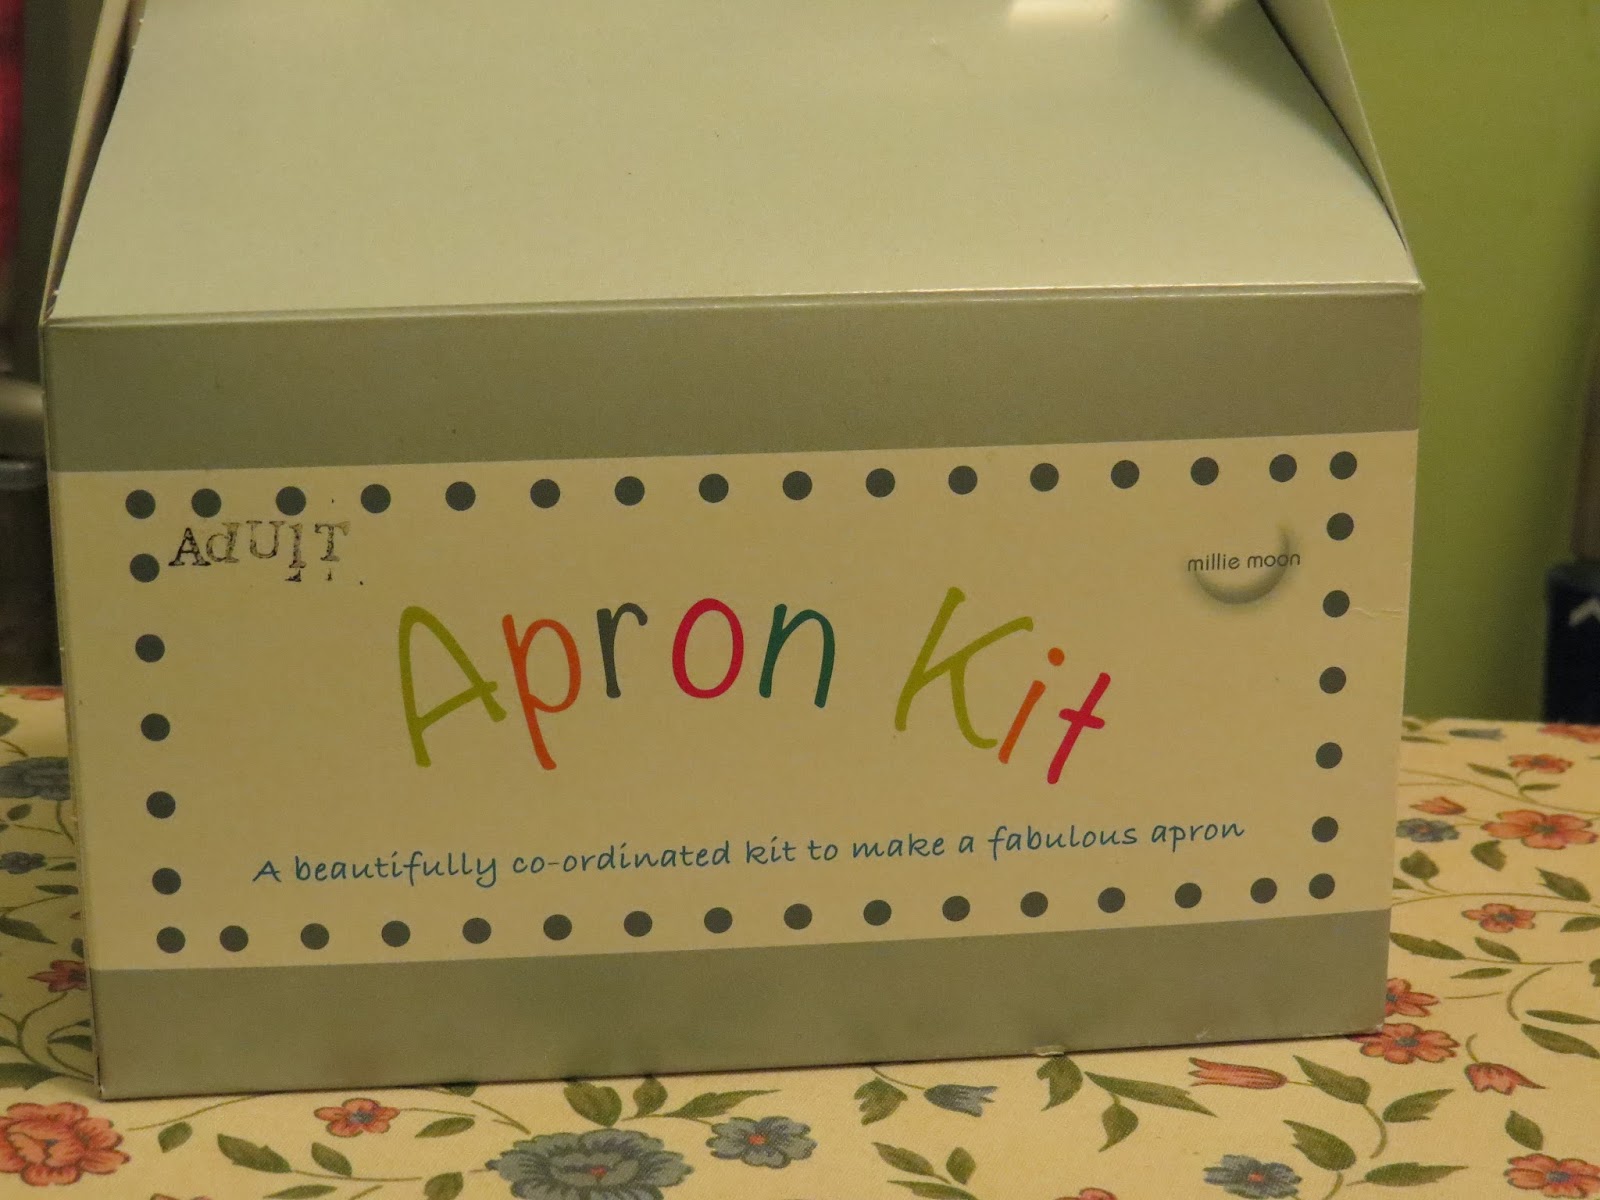 AdUlT
millie moon
Apron Kit
A beautifully co-ordinated kit to make a fabulous apron